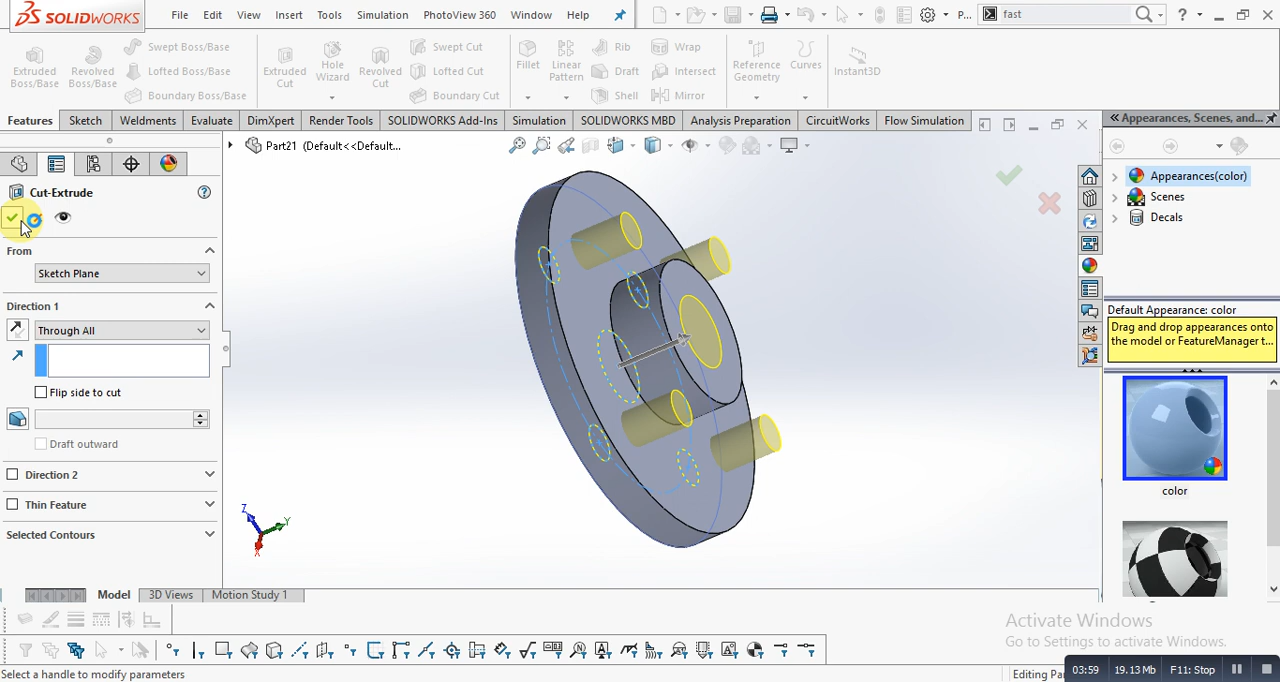 SOLIDWORKS
File Edit View Insert Tools Simulation PhotoView 360 Window Help
P... fast
Extruded Boss/Base
Revolved Boss/Base
Swept Boss/Base
Lofted Boss/Base
Boundary Boss/Base
Extruded Cut
Hole Wizard
Revolved Cut
Swept Cut
Lofted Cut
Boundary Cut
Fillet
Linear Pattern
Rib
Draft
Shell
Wrap
Intersect
Mirror
Reference Geometry
Curves
Instant3D
Features Sketch Weldments Evaluate DimXpert Render Tools SOLIDWORKS Add-Ins Simulation SOLIDWORKS MBD Analysis Preparation CircuitWorks Flow Simulation
Appearances, Scenes, and...
Part21 (Default<<Default...
Cut-Extrude
From
Sketch Plane
Direction 1
Through All
Flip side to cut
Draft outward
Direction 2
Thin Feature
Selected Contours
Z
Y
X
Appearances(color)
Scenes
Decals
Default Appearance: color
Drag and drop appearances onto
the model or FeatureManager t...
color
Model 3D Views Motion Study 1
Activate Windows
Go to Settings to activate Windows.
Select a handle to modify parameters
Editing Pa
03:59 19.13 Mb F11: Stop